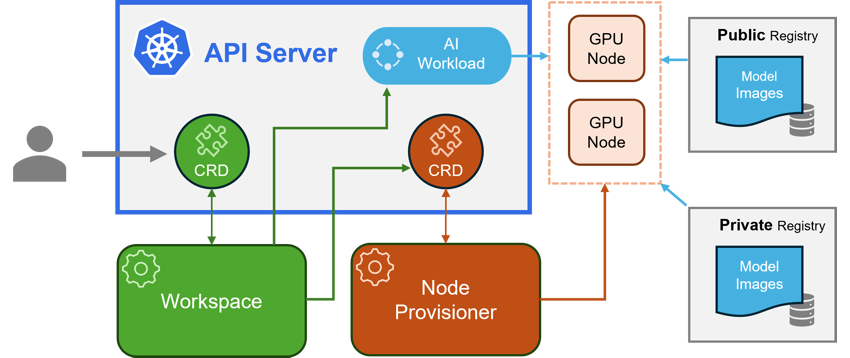 API Server
AI
Workload
GPU
Node
GPU
Node
Public Registry
Model
Images
CRD
CRD
Private Registry
Model
Images
Workspace
Node
Provisioner